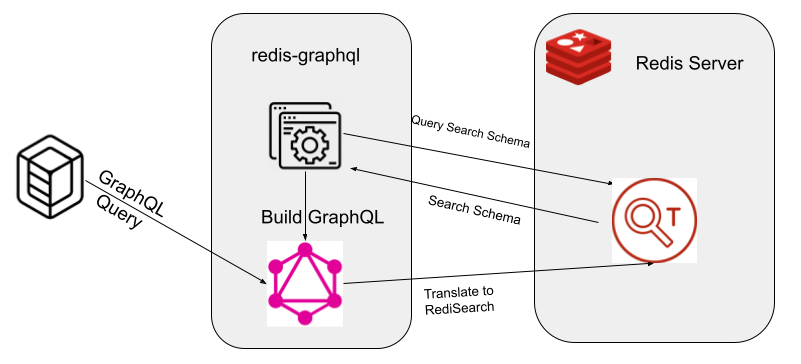 redis-graphql
Redis Server
Query Search Schema
GraphQL
Query
Search Schema
Build GraphQL
T
Translate to
RediSearch